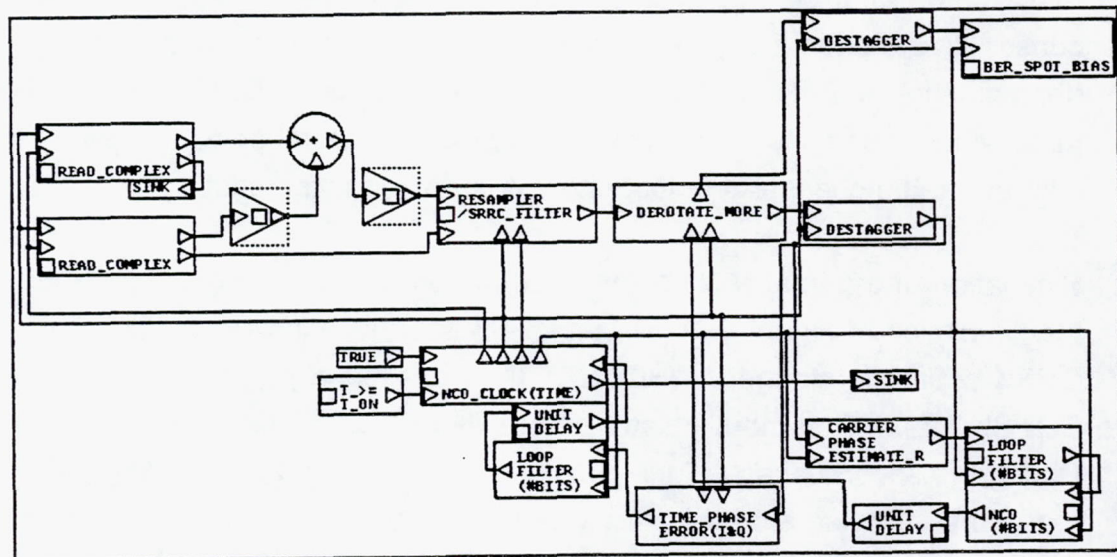 DESTAGGER
BER_SPOT_BIAS
+
READ_COMPLEX
SINK
RESAMPLER
/SRRC_FILTER
DEROTATE_MORE
DESTAGGER
READ_COMPLEX
TRUE
T_>=
T_ON
NCO_CLOCK(TIME)
SINK
UNIT
DELAY
LOOP
FILTER
(#BITS)
CARRIER
PHASE
ESTIMATE_R
LOOP
FILTER
(#BITS)
TIME_PHASE
ERROR(I&Q)
UNIT
DELAY
NCO
(#BITS)